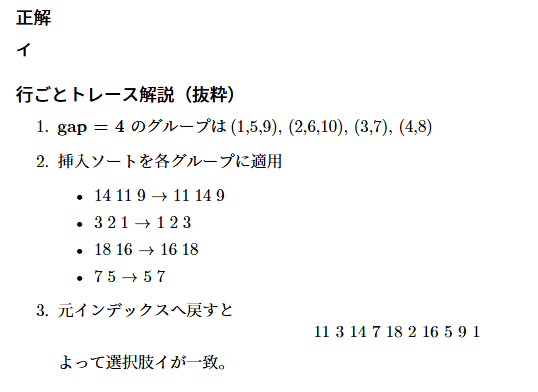 正解
イ
行ごとトレース解説（抜粋）
1. gap = 4 のグループは (1,5,9), (2,6,10), (3,7), (4,8)
2. 挿入ソートを各グループに適用
• 14 11 9 → 11 14 9
• 3 2 1 → 1 2 3
• 18 16 → 16 18
• 7 5 → 5 7
3. 元インデックスへ戻すと
11 3 14 7 18 2 16 5 9 1
よって選択肢イが一致。